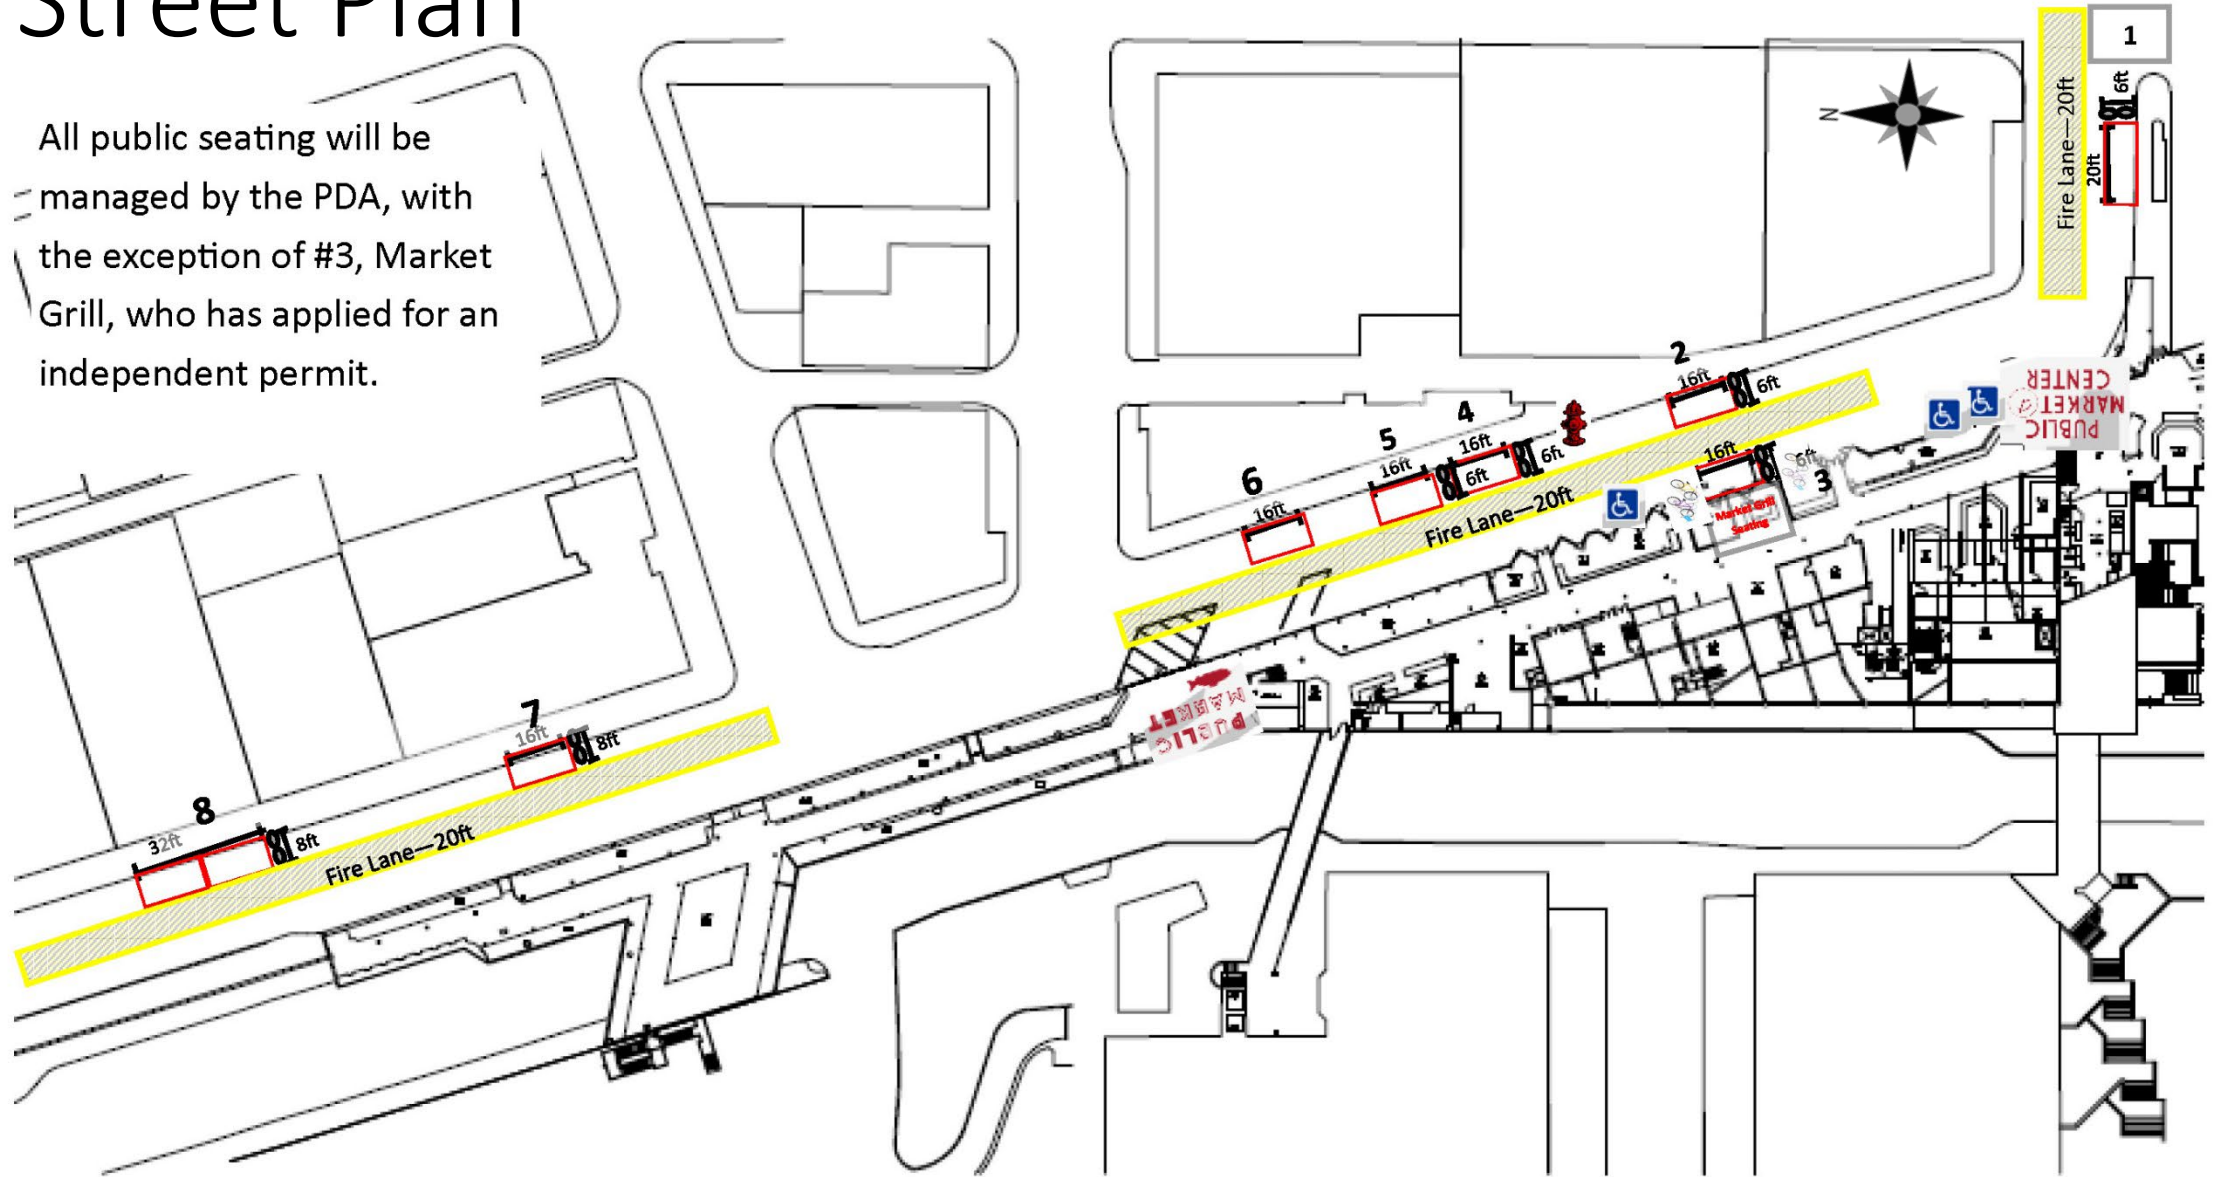 Street Plan
All public seating will be
managed by the PDA, with
the exception of #3, Market
Grill, who has applied for an
independent permit.
1
6ft
20ft
Fire Lane—20ft
N
2
16ft
6ft
PUBLIC
MARKET
CENTER
4
16ft
6ft
5
16ft
6ft
6
16ft
16ft
6ft
3
Market Grill
Seating
Fire Lane—20ft
PUBLIC
MARKET
7
16ft
8ft
8
32ft
8ft
Fire Lane—20ft